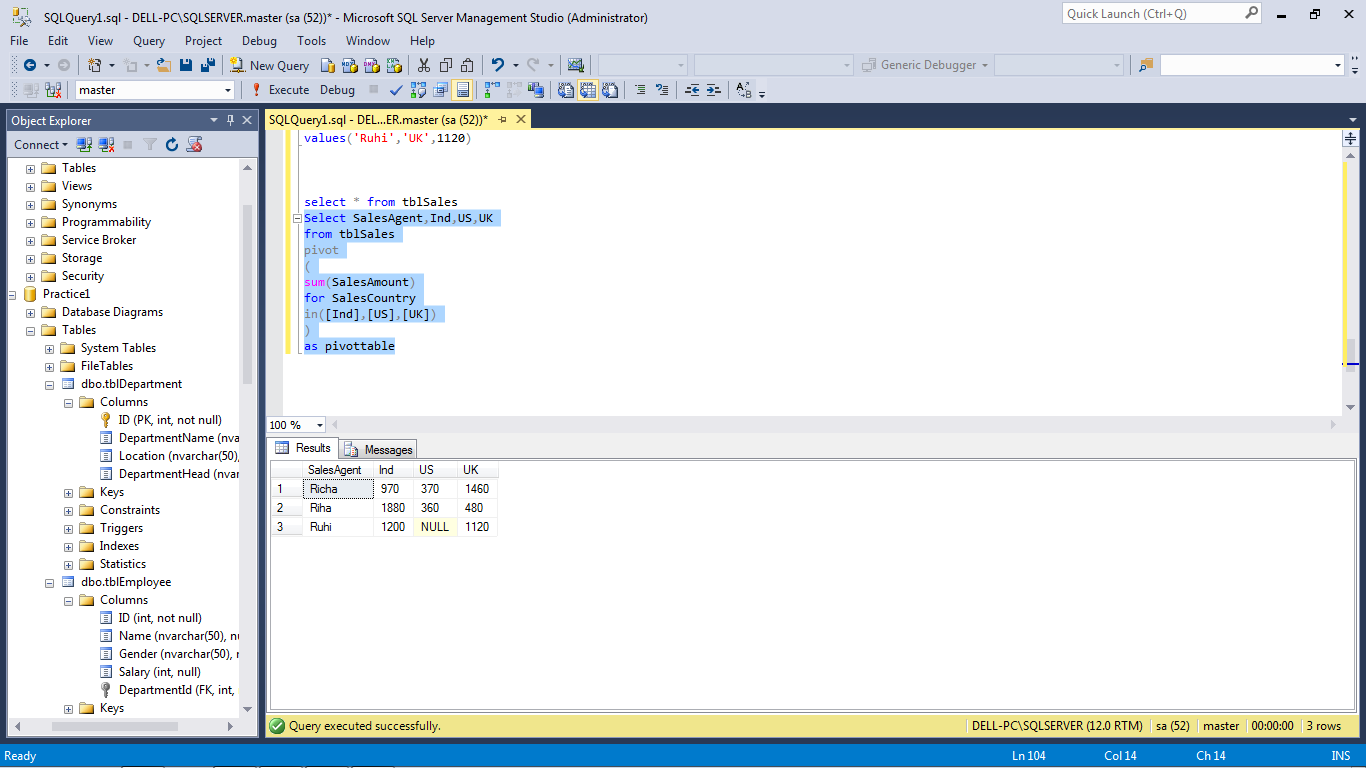 SQLQuery1.sql - DELL-PC\SQLSERVER.master (sa (52))* - Microsoft SQL Server Management Studio (Administrator)
Quick Launch (Ctrl+Q)
File Edit View Query Project Debug Tools Window Help
New Query
Generic Debugger
master
Execute Debug
Object Explorer
Connect
Tables
Views
Synonyms
Programmability
Service Broker
Storage
Security
Practice1
Database Diagrams
Tables
System Tables
FileTables
dbo.tblDepartment
Columns
ID (PK, int, not null)
DepartmentName (nva
Location (nvarchar(50),
DepartmentHead (nvar
Keys
Constraints
Triggers
Indexes
Statistics
dbo.tblEmployee
Columns
ID (int, not null)
Name (nvarchar(50), nu
Gender (nvarchar(50), n
Salary (int, null)
DepartmentId (FK, int,
Keys
SQLQuery1.sql - DEL...ER.master (sa (52))*
values('Ruhi','UK',1120)
select * from tblSales
Select SalesAgent,Ind,US,UK
from tblSales
pivot
(
sum(SalesAmount)
for SalesCountry
in([Ind],[US],[UK])
)
as pivottable
100 %
Results Messages
SalesAgent Ind US UK
1 Richa 970 370 1460
2 Riha 1880 360 480
3 Ruhi 1200 NULL 1120
Query executed successfully.
DELL-PC\SQLSERVER (12.0 RTM) sa (52) master 00:00:00 3 rows
Ready Ln 104 Col 14 Ch 14 INS